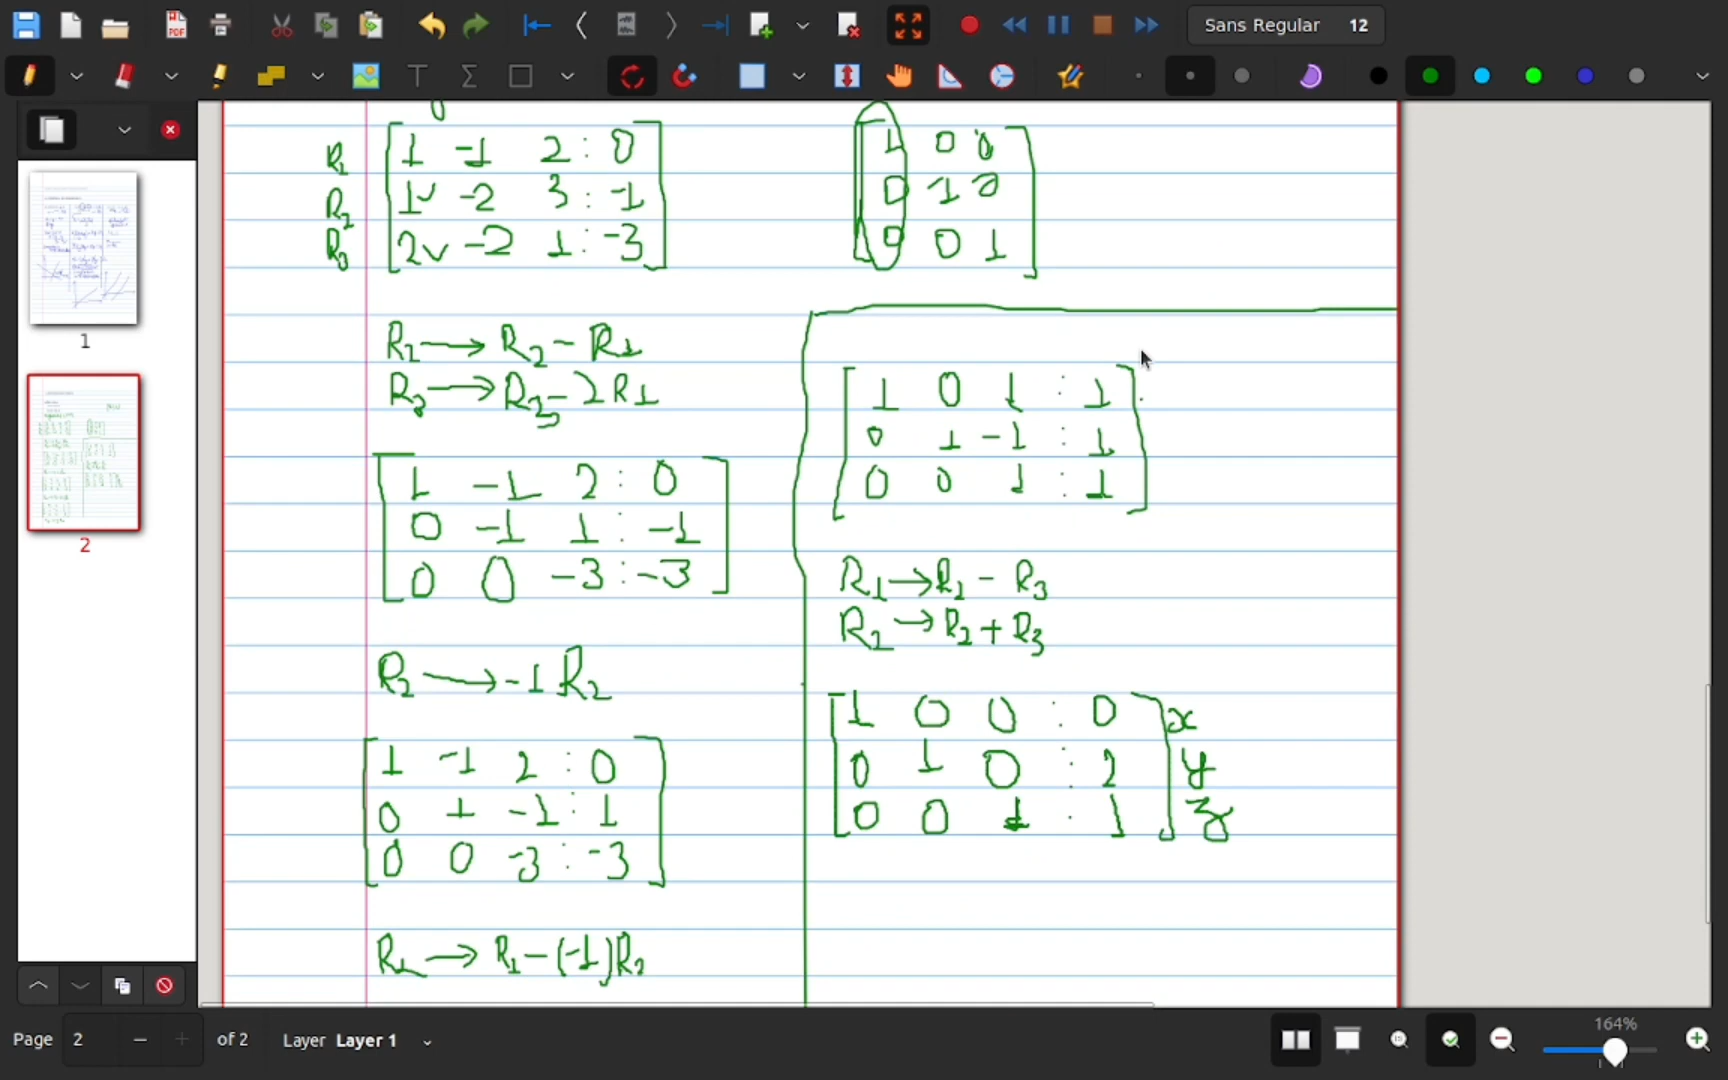 Sans Regular 12
R1 [ 1 -1 2 : 0 ]
R2 [ 1 -2 3 : -1 ]
R3 [ 2 -2 1 : -3 ]
R2 → R2 - R1
R3 → R3 - 2R1
[ 1 -1 2 : 0 ]
[ 0 -1 1 : -1 ]
[ 0 0 -3 : -3 ]
R2 → -1 R2
[ 1 -1 2 : 0 ]
[ 0 1 -1 : 1 ]
[ 0 0 -3 : -3 ]
R1 → R1 - (-1)R2
[ 1 0 0 ]
[ 0 1 0 ]
[ 0 0 1 ]
[ 1 0 1 : 1 ]
[ 0 1 -1 : 1 ]
[ 0 0 1 : 1 ]
R1 → R1 - R3
R2 → R2 + R3
[ 1 0 0 : 0 ] x
[ 0 1 0 : 2 ] y
[ 0 0 1 : 1 ] z
1
2
Page 2 of 2 Layer Layer 1
164%